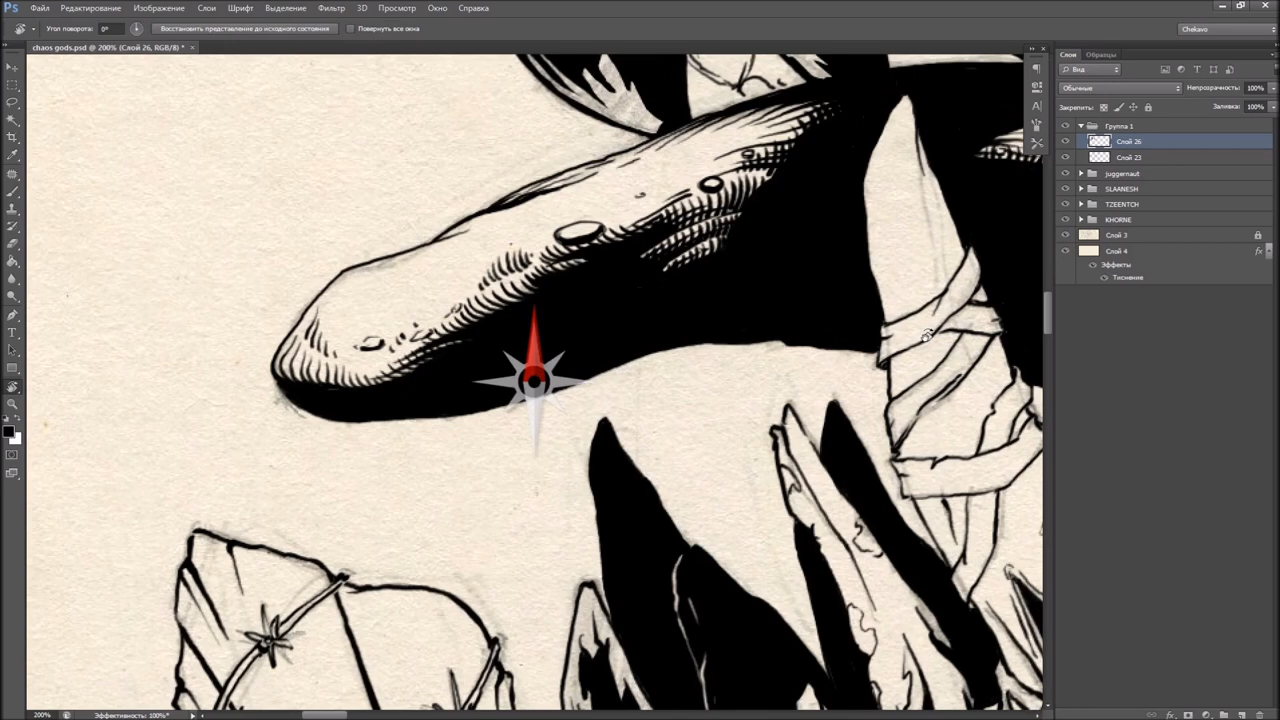 Ps Файл Редактирование Изображение Слои Шрифт Выделение Фильтр 3D Просмотр Окно Справка
Угол поворота: 0° Восстановить представление до исходного состояния Повернуть все окна Chekavo
chaos gods.psd @ 200% (Слой 26, RGB/8) * ×
Слои Образцы
Вид
Обычные Непрозрачность: 100%
Закрепить: Заливка: 100%
Группа 1
Слой 26
Слой 23
juggernaut
SLAANESH
TZEENTCH
KHORNE
Слой 3
Слой 4 fx
Эффекты
Тиснение
200% Эффективность: 100%*